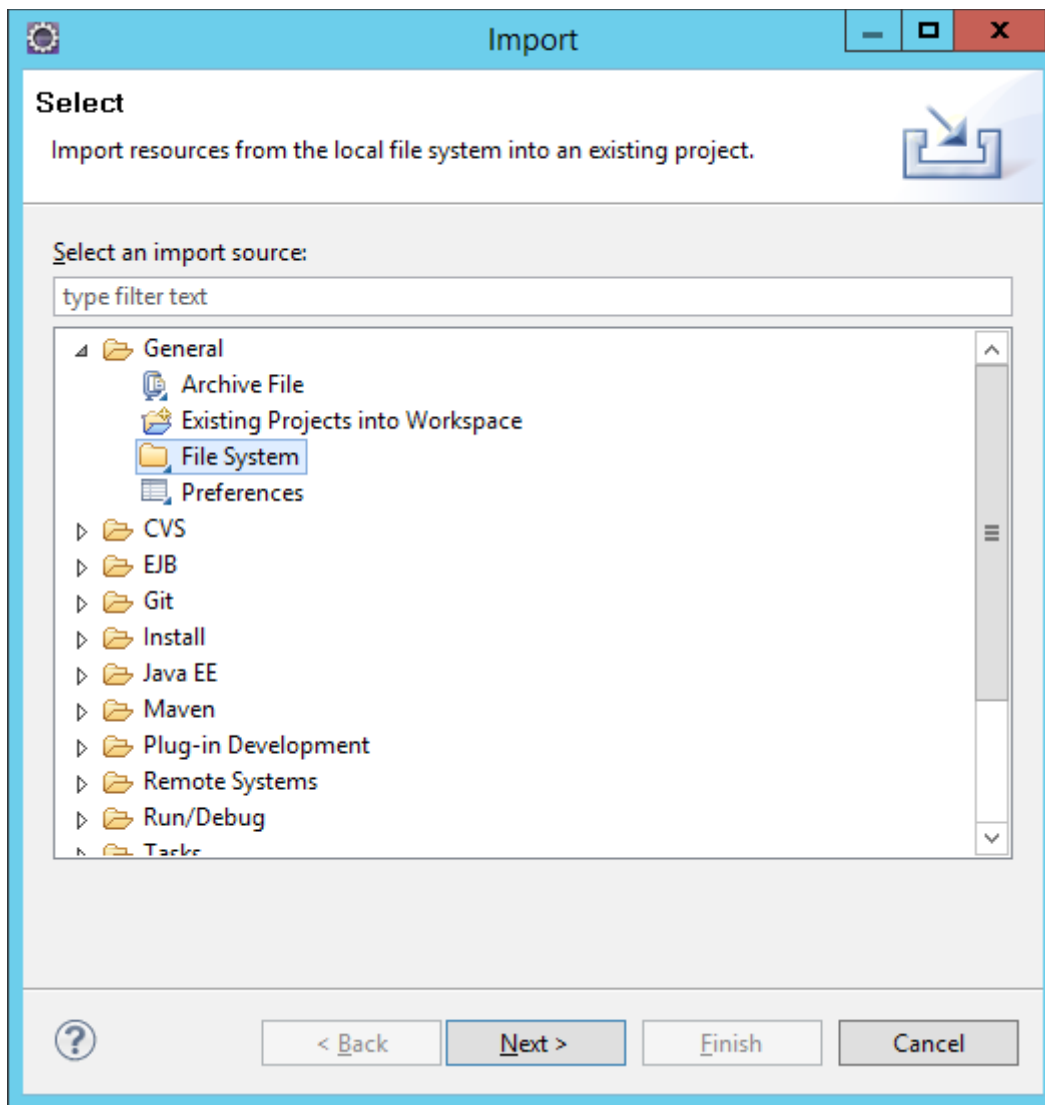 Import
Select
Import resources from the local file system into an existing project.
Select an import source:
type filter text
General
Archive File
Existing Projects into Workspace
File System
Preferences
CVS
EJB
Git
Install
Java EE
Maven
Plug-in Development
Remote Systems
Run/Debug
Tasks
? < Back Next > Finish Cancel